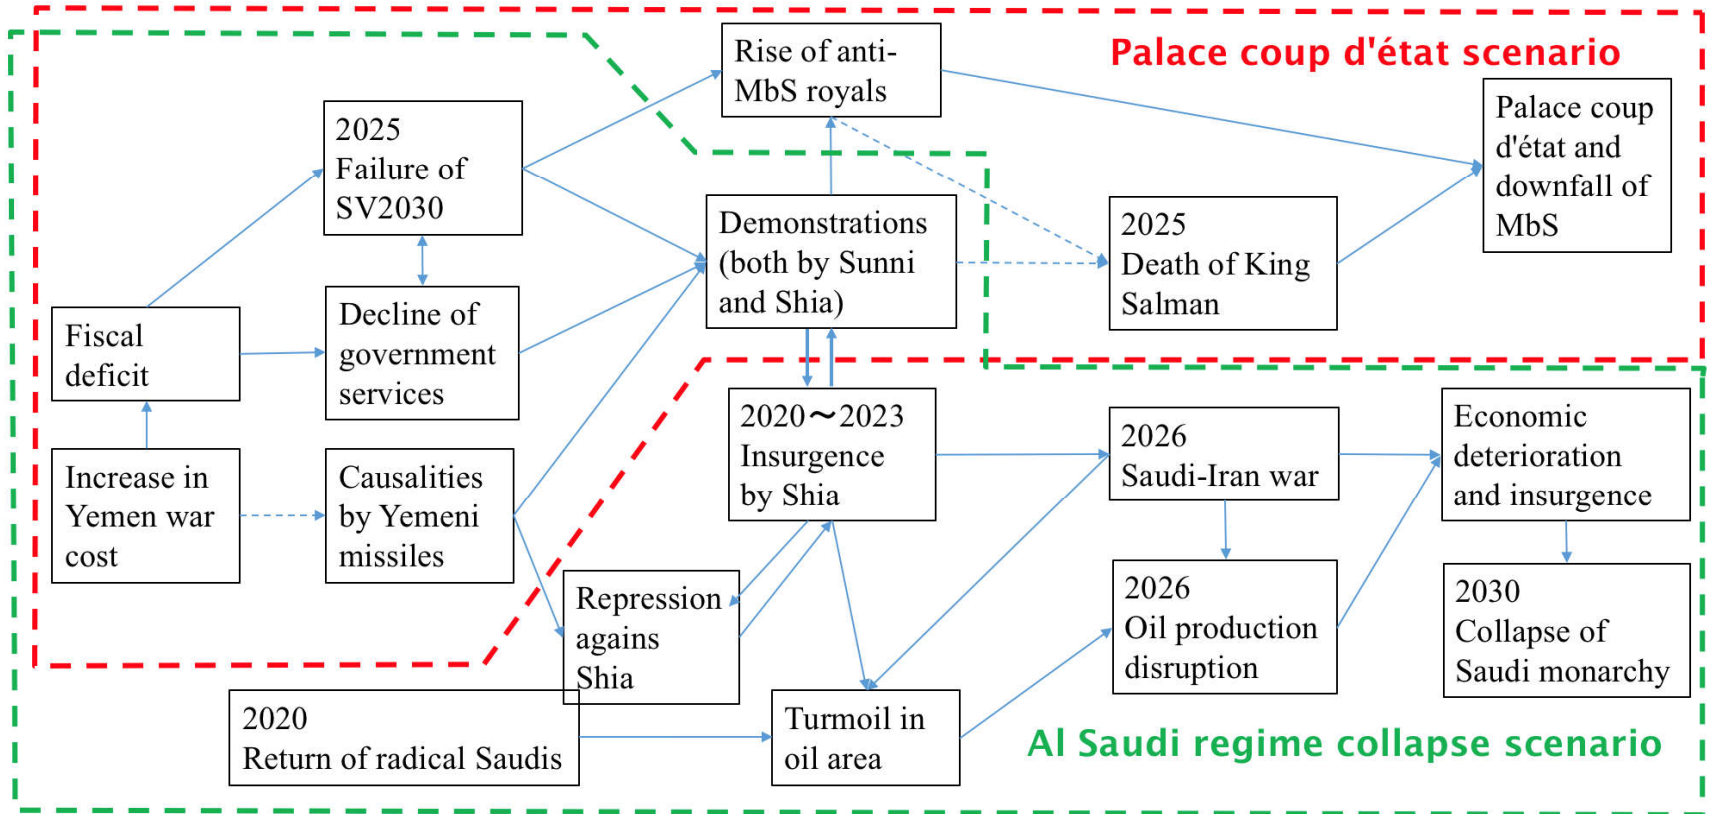 Palace coup d'état scenario
Rise of anti-
MbS royals
Palace coup
d'état and
downfall of
MbS
2025
Failure of
SV2030
Demonstrations
(both by Sunni
and Shia)
2025
Death of King
Salman
Fiscal
deficit
Decline of
government
services
Increase in
Yemen war
cost
Causalities
by Yemeni
missiles
2020〜2023
Insurgence
by Shia
2026
Saudi-Iran war
Economic
deterioration
and insurgence
Repression
agains
Shia
2026
Oil production
disruption
2030
Collapse of
Saudi monarchy
2020
Return of radical Saudis
Turmoil in
oil area
Al Saudi regime collapse scenario